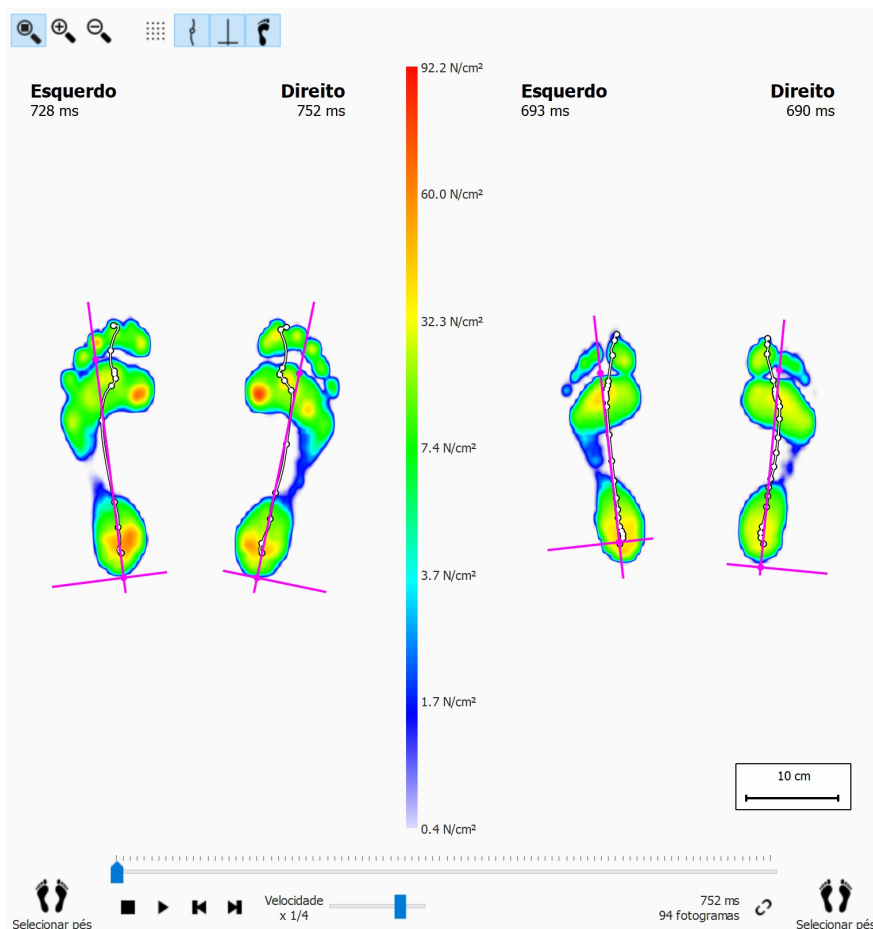 Esquerdo
728 ms
Direito
752 ms
92.2 N/cm²
60.0 N/cm²
32.3 N/cm²
7.4 N/cm²
3.7 N/cm²
1.7 N/cm²
0.4 N/cm²
Esquerdo
693 ms
Direito
690 ms
10 cm
Selecionar pés
Velocidade
x 1/4
752 ms
94 fotogramas
Selecionar pés